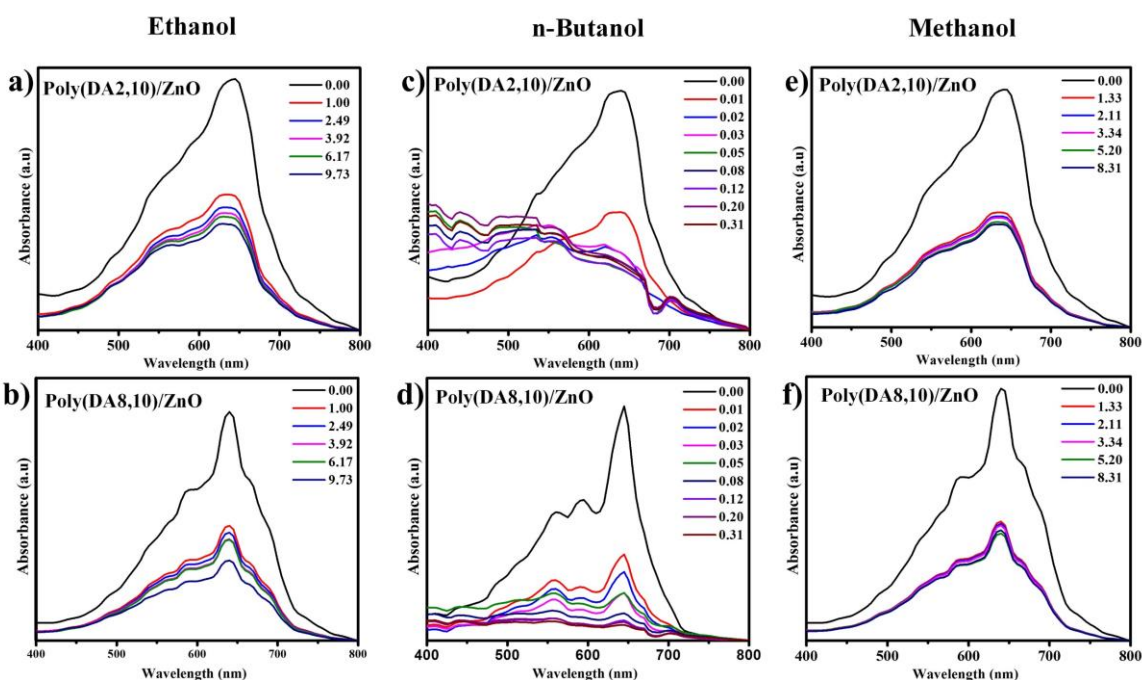 Ethanol
n-Butanol
Methanol
a)
Poly(DA2,10)/ZnO
0.00
1.00
2.49
3.92
6.17
9.73
Absorbance (a.u)
400 500 600 700 800
Wavelength (nm)
c)
Poly(DA2,10)/ZnO
0.00
0.01
0.02
0.03
0.05
0.08
0.12
0.20
0.31
Absorbance (a.u)
400 500 600 700 800
Wavelength (nm)
e)
Poly(DA2,10)/ZnO
0.00
1.33
2.11
3.34
5.20
8.31
Absorbance (a.u)
400 500 600 700 800
Wavelength (nm)
b)
Poly(DA8,10)/ZnO
0.00
1.00
2.49
3.92
6.17
9.73
Absorbance (a.u)
400 500 600 700 800
Wavelength (nm)
d)
Poly(DA8,10)/ZnO
0.00
0.01
0.02
0.03
0.05
0.08
0.12
0.20
0.31
Absorbance (a.u)
400 500 600 700 800
Wavelength (nm)
f)
Poly(DA8,10)/ZnO
0.00
1.33
2.11
3.34
5.20
8.31
Absorbance (a.u)
400 500 600 700 800
Wavelength (nm)